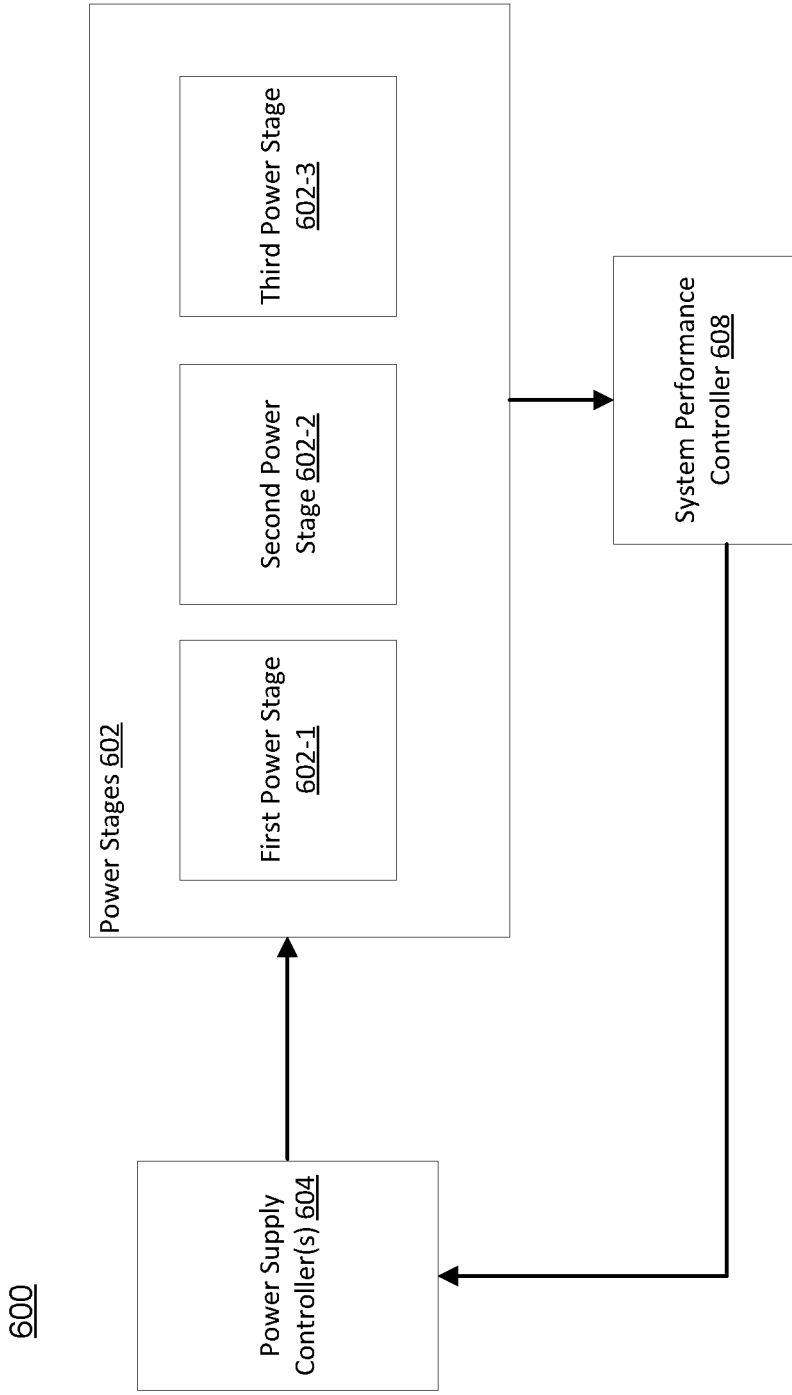 600
Power Supply
Controller(s) 604
Power Stages 602
First Power Stage
602-1
Second Power
Stage 602-2
Third Power Stage
602-3
System Performance
Controller 608